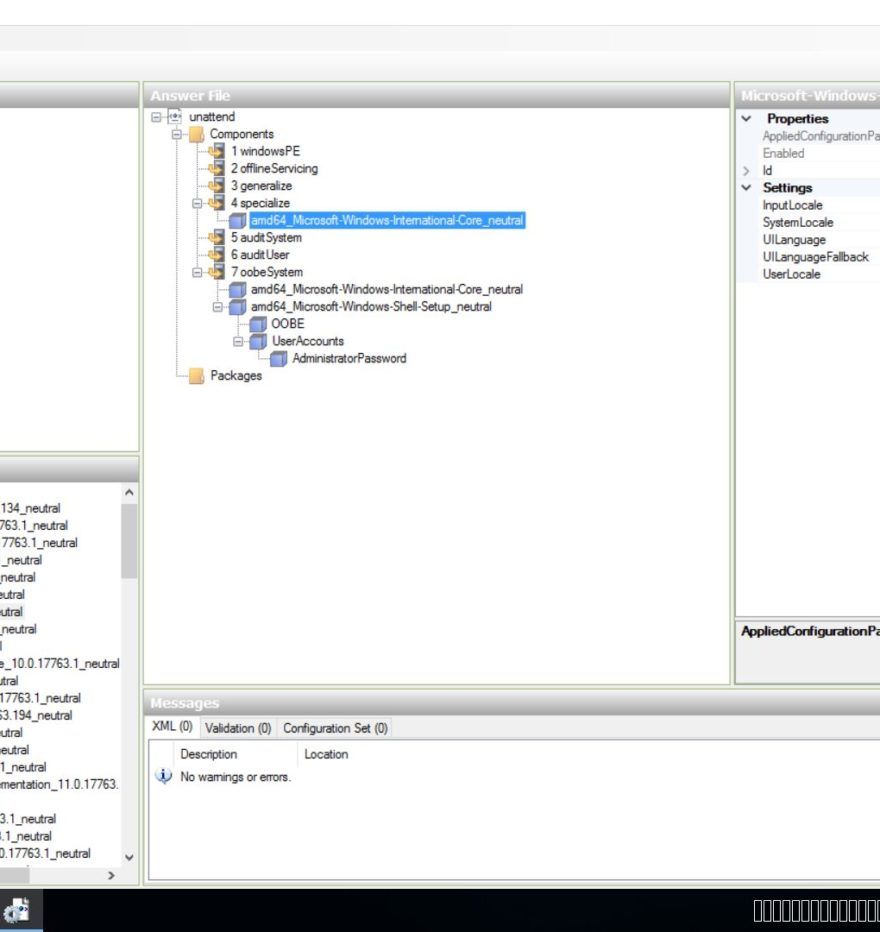 Answer File
unattend
Components
1 windowsPE
2 offlineServicing
3 generalize
4 specialize
amd64_Microsoft-Windows-International-Core_neutral
5 auditSystem
6 auditUser
7 oobeSystem
amd64_Microsoft-Windows-International-Core_neutral
amd64_Microsoft-Windows-Shell-Setup_neutral
OOBE
UserAccounts
AdministratorPassword
Packages
Microsoft-Windows-
Properties
AppliedConfigurationPa
Enabled
Id
Settings
InputLocale
SystemLocale
UILanguage
UILanguageFallback
UserLocale
AppliedConfigurationPa
134_neutral
763.1_neutral
7763.1_neutral
_neutral
neutral
eutral
utral
_neutral
e_10.0.17763.1_neutral
tral
17763.1_neutral
63.194_neutral
utral
eutral
1_neutral
mentation_11.0.17763.
3.1_neutral
.1_neutral
0.17763.1_neutral
Messages
XML (0)
Validation (0)
Configuration Set (0)
Description
Location
No warnings or errors.